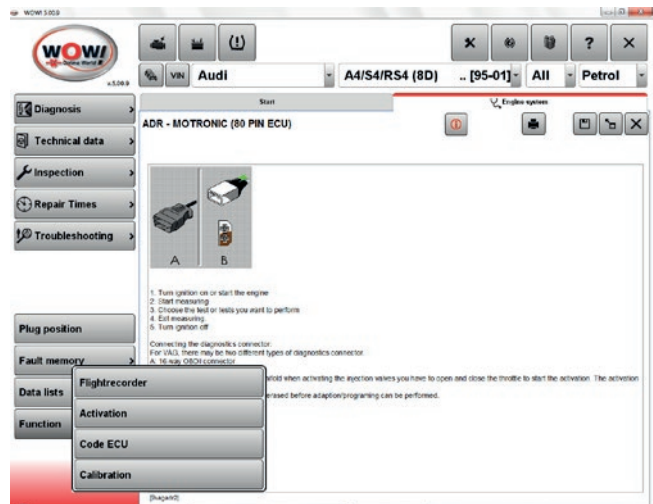 WOW! 5.00.9
WOW!
v.5.00.9
VIN
Audi
A4/S4/RS4 (8D)
.. [95-01]
All
Petrol
Diagnosis
Technical data
Inspection
Repair Times
Troubleshooting
Plug position
Fault memory
Data lists
Function
Start
Engine system
ADR - MOTRONIC (80 PIN ECU)
A B
1. Turn ignition on or start the engine
2. Start measuring
3. Choose the test or tests you want to perform
4. Exit measuring.
5. Turn ignition off
Connecting the diagnostics connector:
For VAG, there may be two different types of diagnostics connector.
A: 16-way OBDII connector
when activating the injection valves you have to open and close the throttle to start the activation. The activation
erased before adaption/programing can be performed.
Flightrecorder
Activation
Code ECU
Calibration